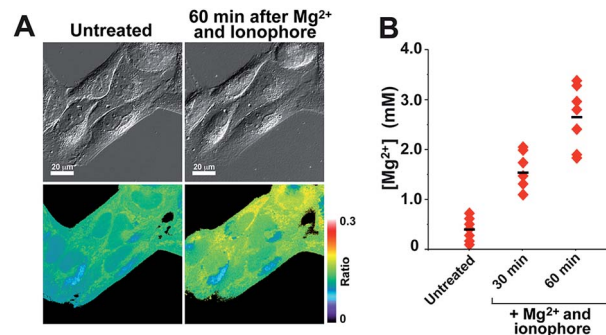 A
Untreated
60 min after Mg2+
and Ionophore
20 μm
20 μm
0.3
Ratio
0
B
[Mg2+] (mM)
4.0
3.0
2.0
1.0
0
Untreated
30 min
60 min
+ Mg2+ and
ionophore